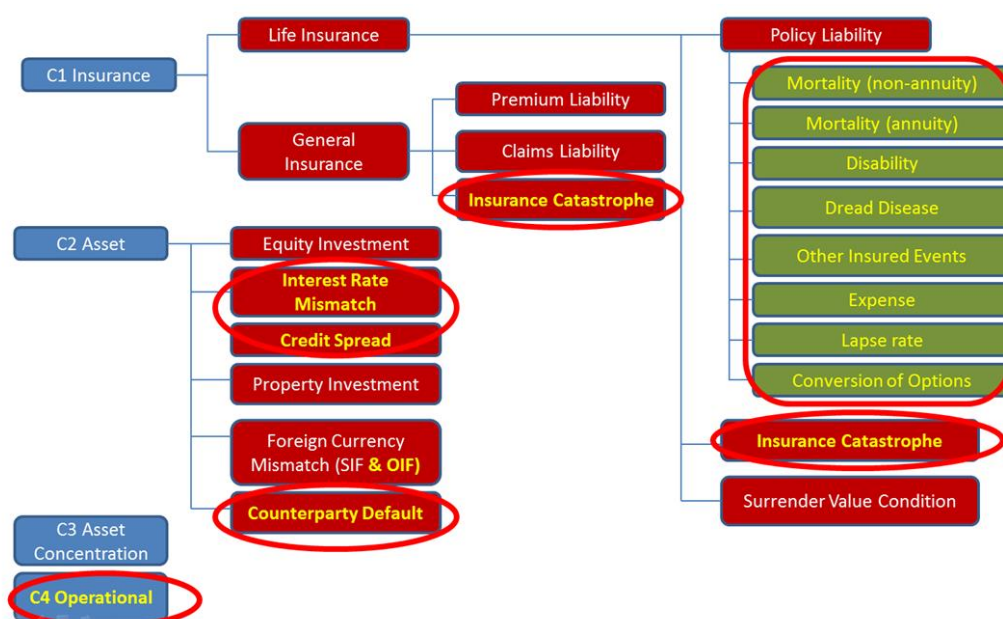 Life Insurance
Policy Liability
C1 Insurance
Mortality (non-annuity)
Premium Liability
Mortality (annuity)
General
Insurance
Claims Liability
Disability
Insurance Catastrophe
Dread Disease
C2 Asset
Equity Investment
Other Insured Events
Interest Rate
Mismatch
Expense
Credit Spread
Lapse rate
Property Investment
Conversion of Options
Foreign Currency
Mismatch (SIF & OIF)
Insurance Catastrophe
Counterparty Default
Surrender Value Condition
C3 Asset
Concentration
C4 Operational